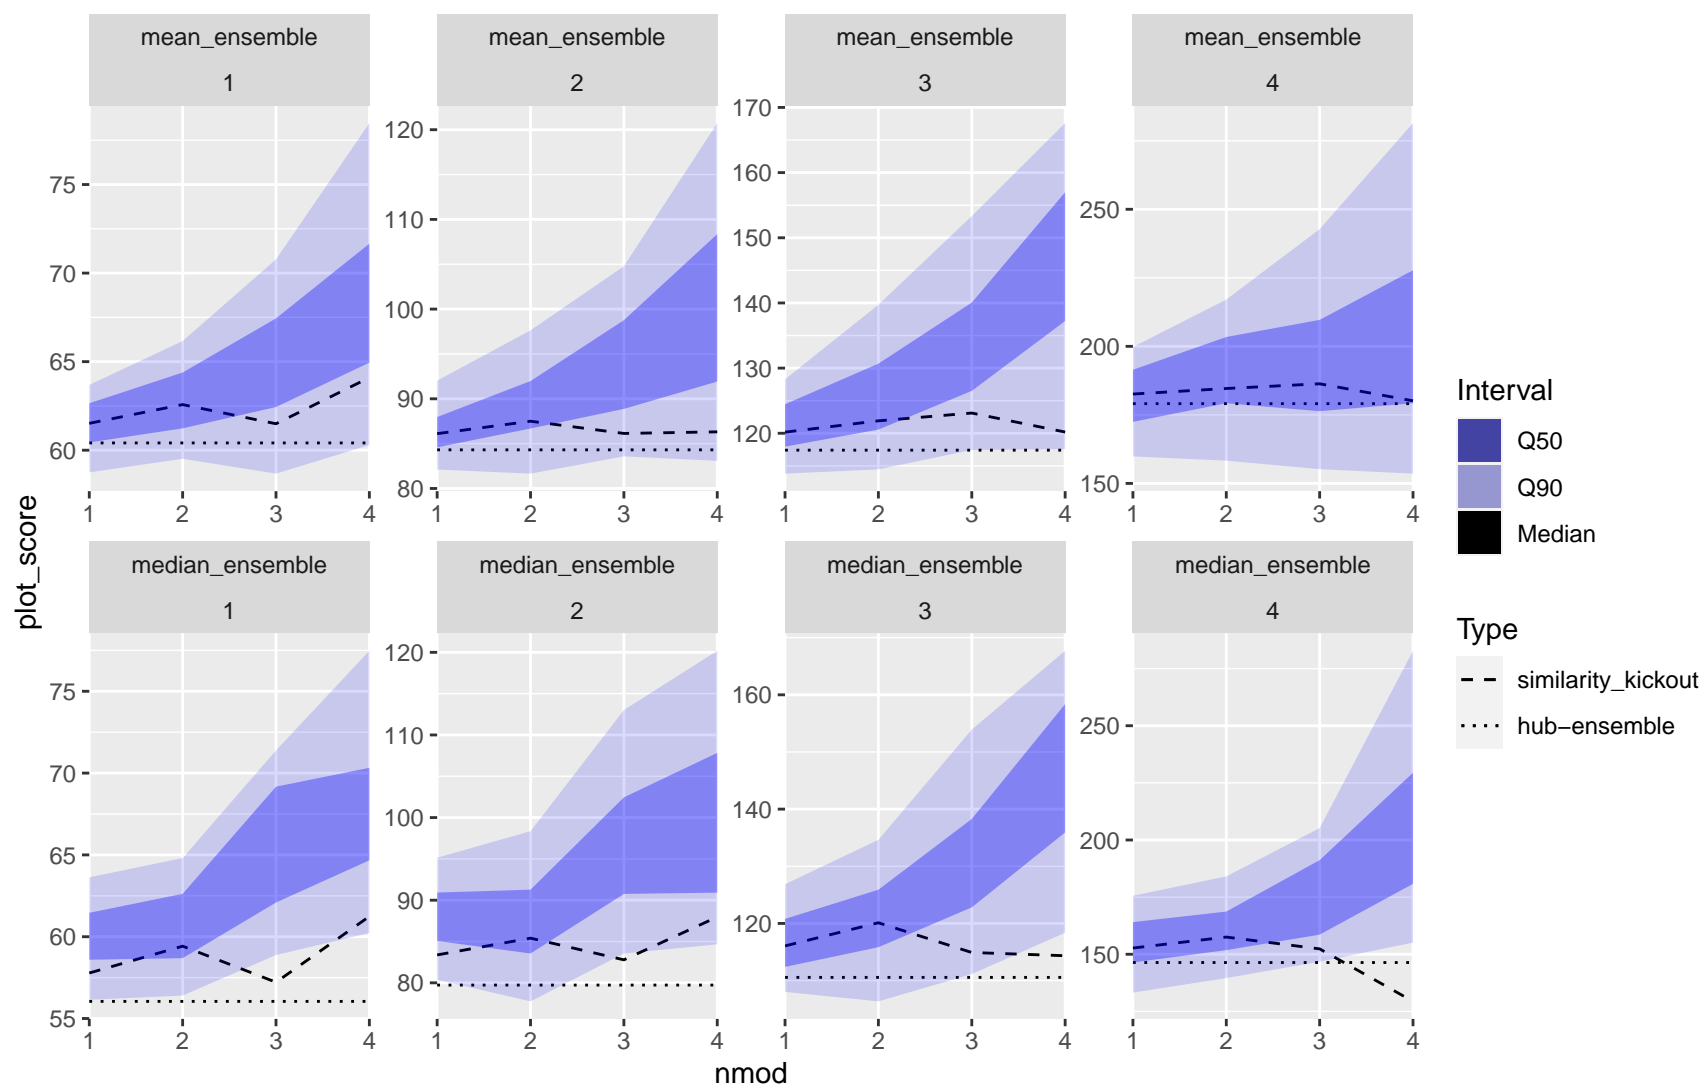 mean_ensemble
1
mean_ensemble
2
mean_ensemble
3
mean_ensemble
4
75
70
65
60
120
110
100
90
80
170
160
150
140
130
120
250
200
150
1 2 3 4
1 2 3 4
1 2 3 4
1 2 3 4
median_ensemble
1
median_ensemble
2
median_ensemble
3
median_ensemble
4
75
70
65
60
55
120
110
100
90
80
160
140
120
250
200
150
1 2 3 4
1 2 3 4
1 2 3 4
1 2 3 4
plot_score
nmod
Interval
Q50
Q90
Median
Type
similarity_kickout
hub−ensemble